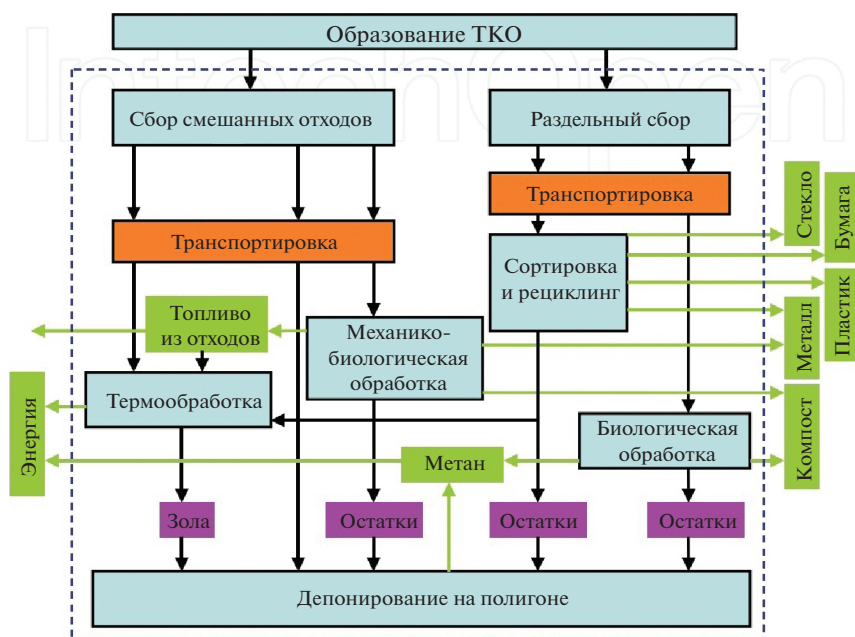 IntechOpen
Образование ТКО
Сбор смешанных отходов
Раздельный сбор
Транспортировка
Транспортировка
Стекло
Бумага
Сортировка
и рециклинг
Пластик
Металл
Топливо
из отходов
Механико-
биологическая
обработка
Термообработка
Энергия
Биологическая
обработка
Компост
Метан
Зола
Остатки
Остатки
Остатки
Депонирование на полигоне